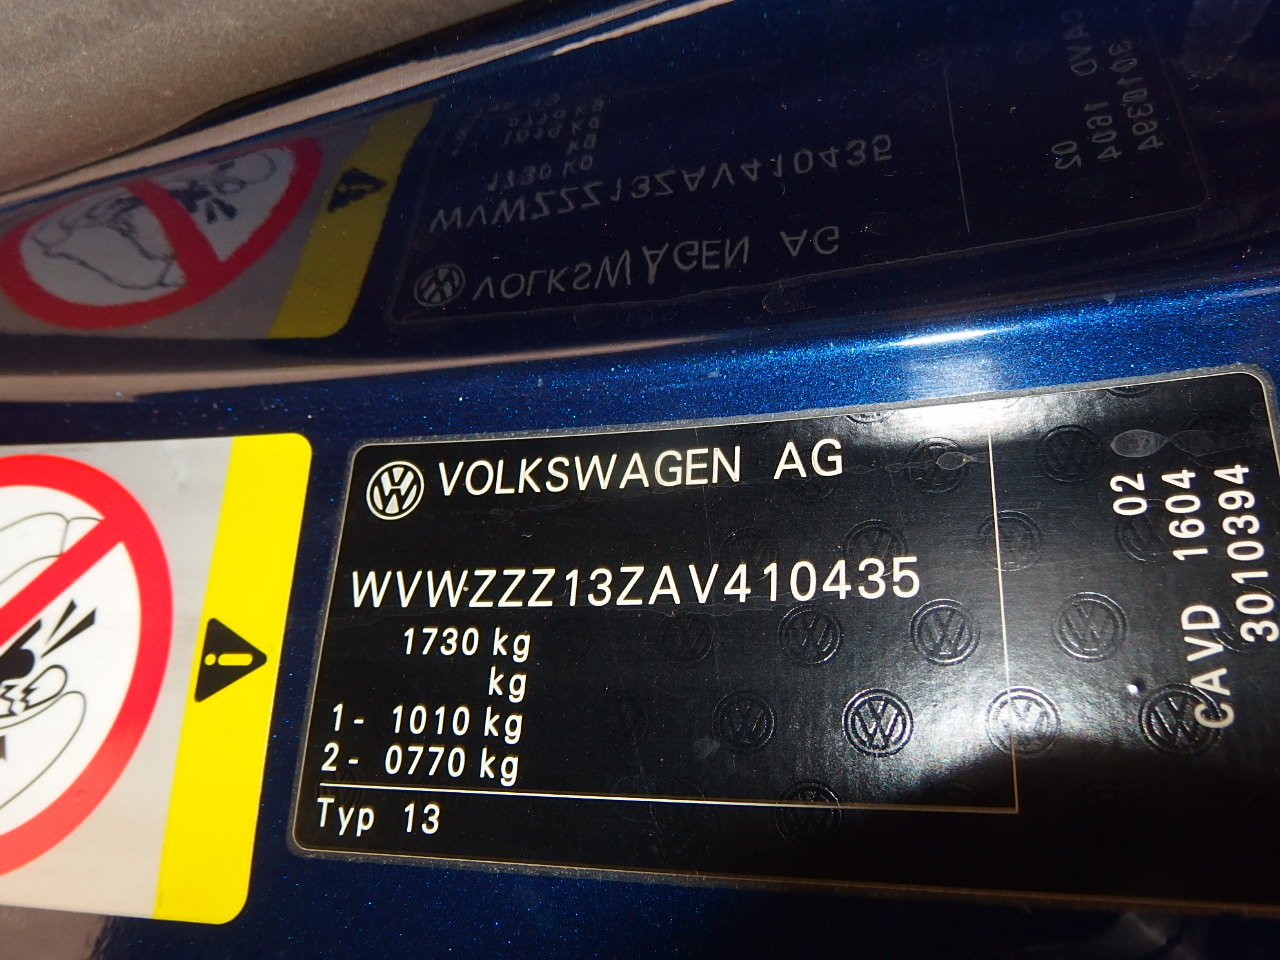 VOLKSWAGEN AG
WVWZZZ13ZAV410435
1730 kg
kg
1- 1010 kg
2- 0770 kg
Typ 13
02
CAVD 1604
3010394